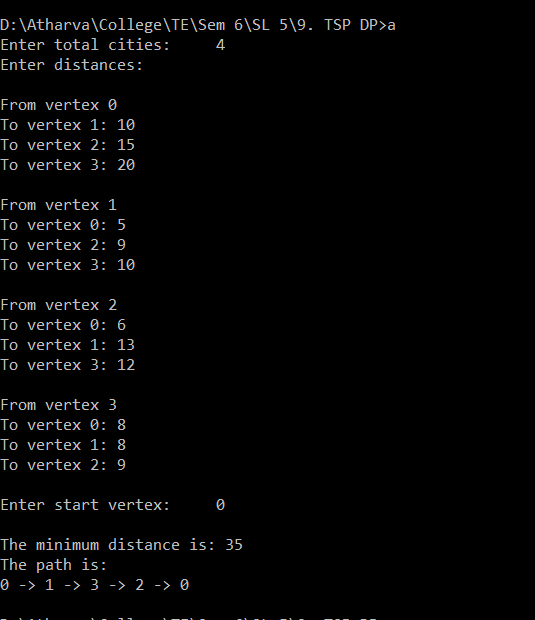 D:\Atharva\College\TE\Sem 6\SL 5\9. TSP DP>a
Enter total cities:     4
Enter distances:
From vertex 0
To vertex 1: 10
To vertex 2: 15
To vertex 3: 20
From vertex 1
To vertex 0: 5
To vertex 2: 9
To vertex 3: 10
From vertex 2
To vertex 0: 6
To vertex 1: 13
To vertex 3: 12
From vertex 3
To vertex 0: 8
To vertex 1: 8
To vertex 2: 9
Enter start vertex:     0
The minimum distance is: 35
The path is:
0 -> 1 -> 3 -> 2 -> 0